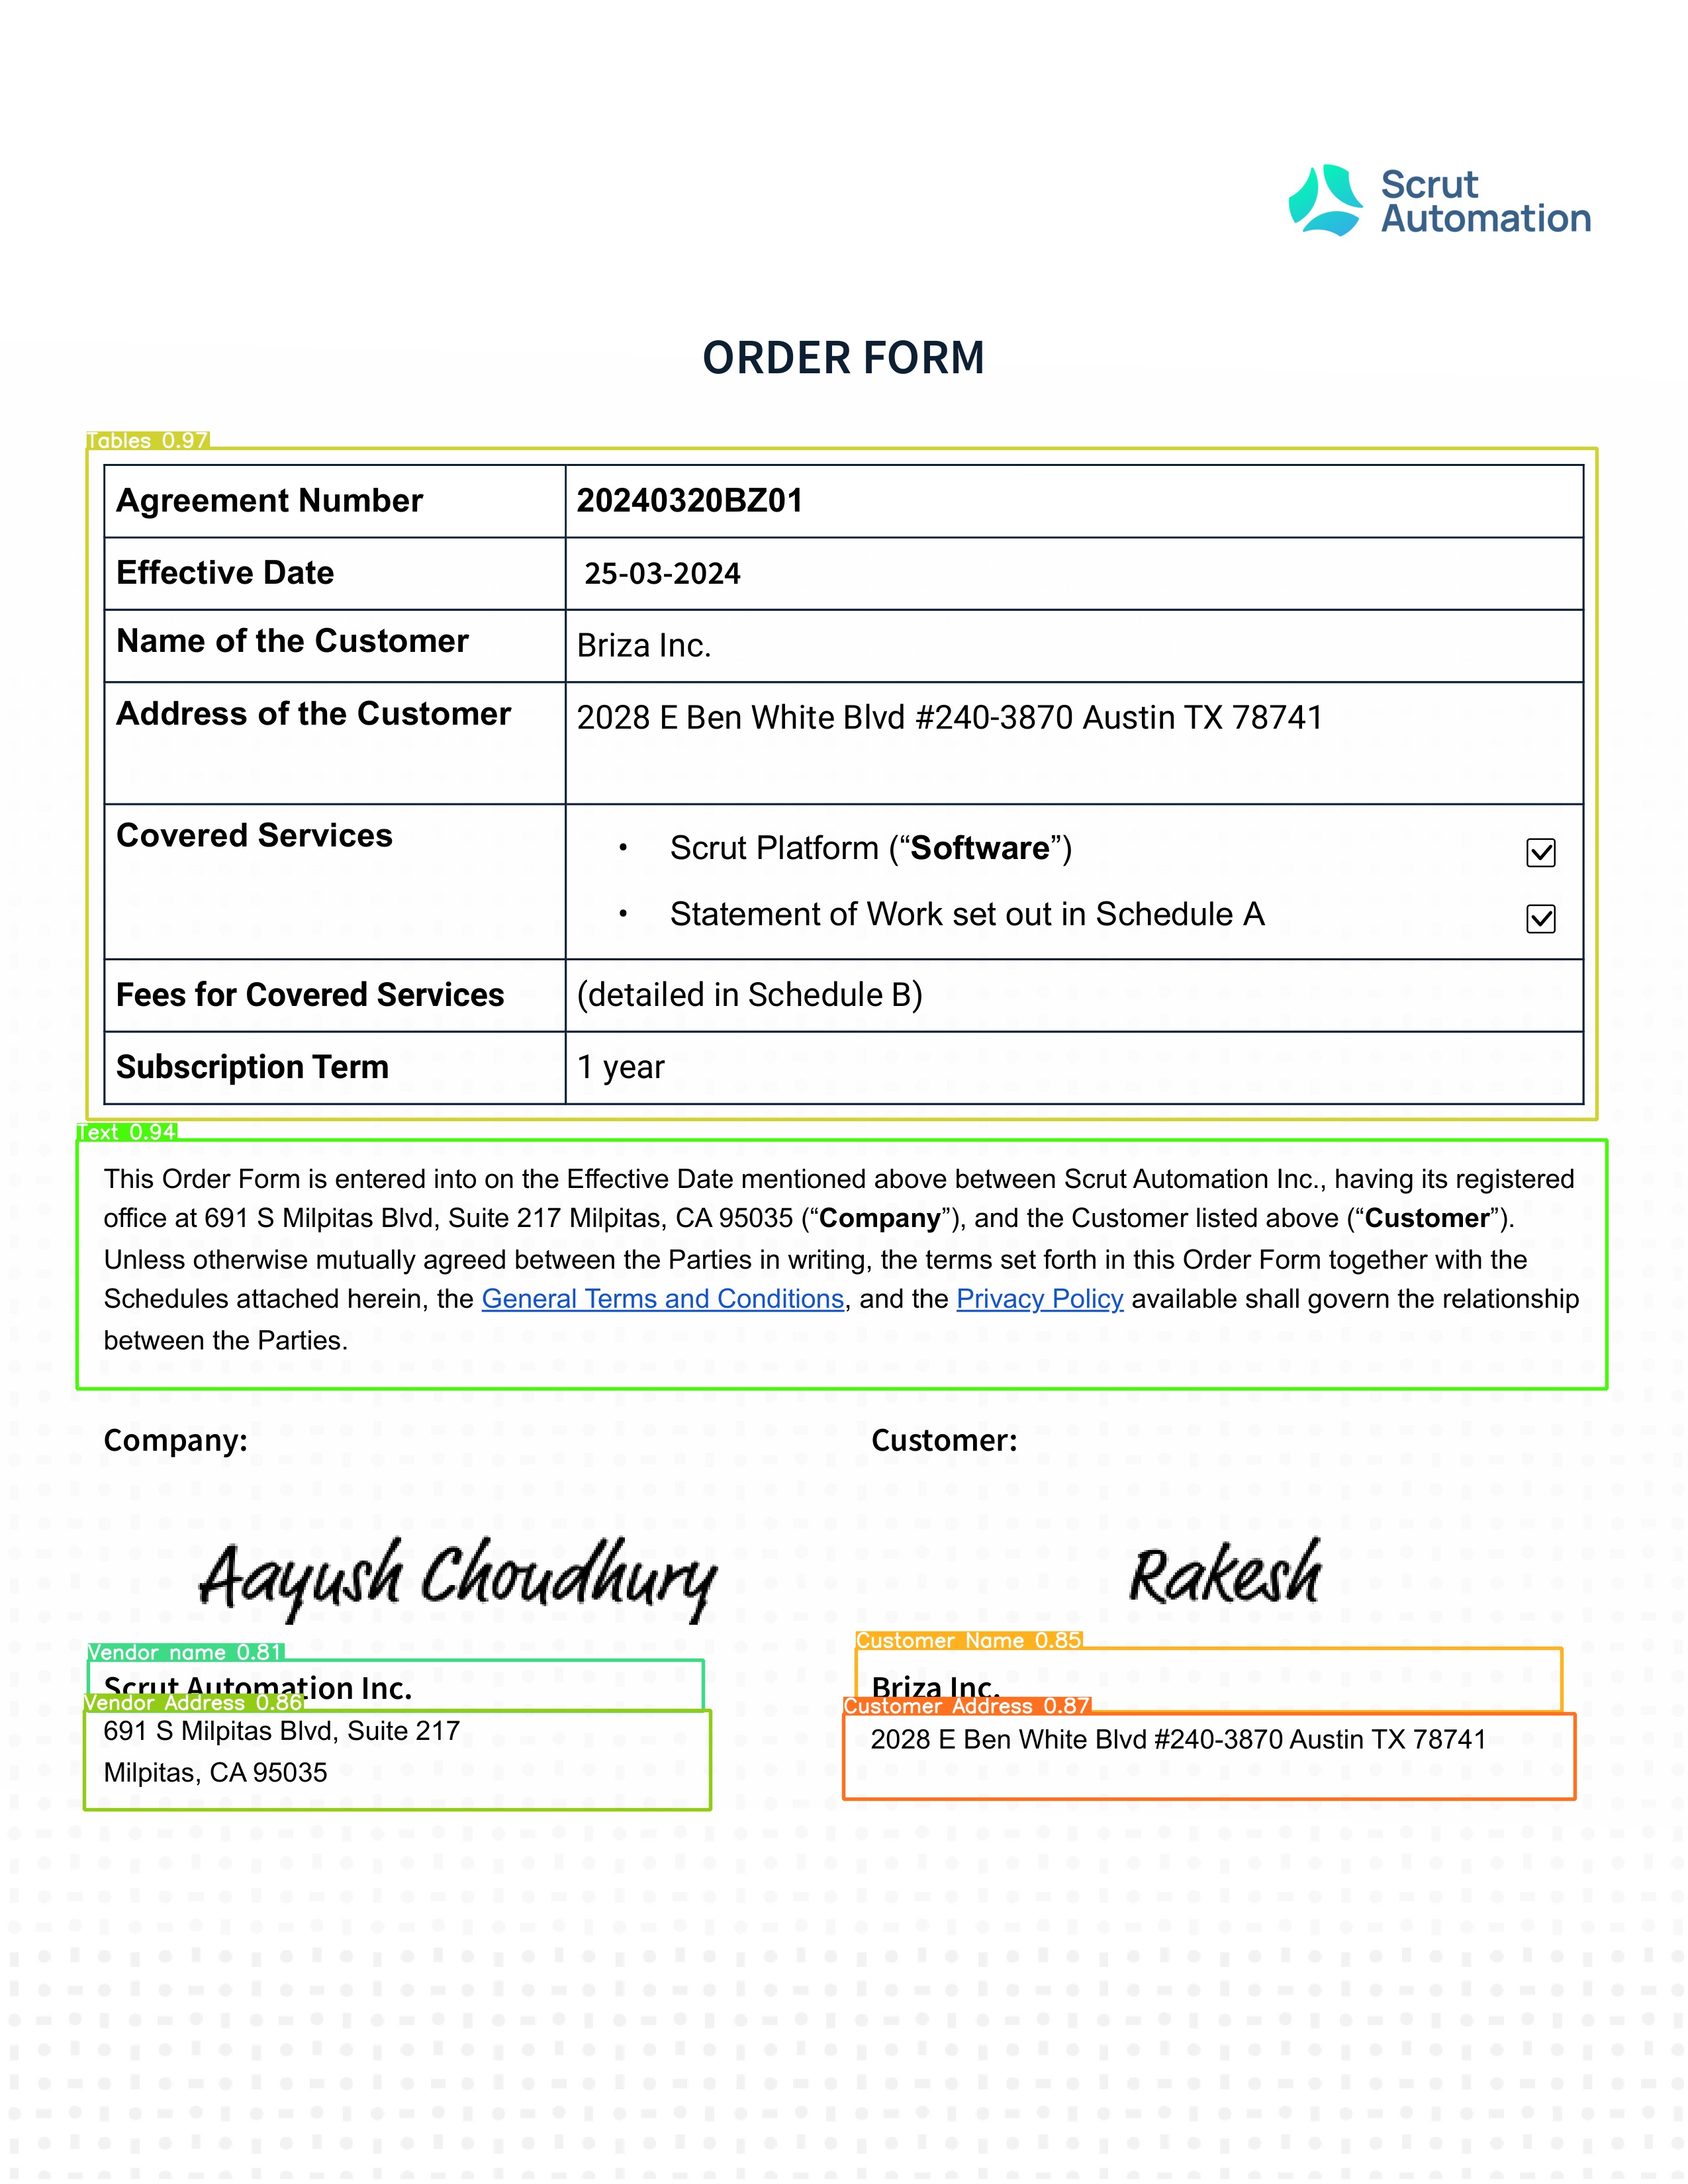 Scrut
Automation
ORDER FORM
Tables 0.97
Agreement Number 20240320BZ01
Effective Date 25-03-2024
Name of the Customer Briza Inc.
Address of the Customer 2028 E Ben White Blvd #240-3870 Austin TX 78741
Covered Services • Scrut Platform (“Software”)
• Statement of Work set out in Schedule A
Fees for Covered Services (detailed in Schedule B)
Subscription Term 1 year
Text 0.94
This Order Form is entered into on the Effective Date mentioned above between Scrut Automation Inc., having its registered
office at 691 S Milpitas Blvd, Suite 217 Milpitas, CA 95035 (“Company”), and the Customer listed above (“Customer”).
Unless otherwise mutually agreed between the Parties in writing, the terms set forth in this Order Form together with the
Schedules attached herein, the General Terms and Conditions, and the Privacy Policy available shall govern the relationship
between the Parties.
Company: Customer:
Aayush Choudhury Rakesh
Vendor name 0.81
Scrut Automation Inc.
Vendor Address 0.86
691 S Milpitas Blvd, Suite 217
Milpitas, CA 95035
Customer Name 0.85
Briza Inc.
Customer Address 0.87
2028 E Ben White Blvd #240-3870 Austin TX 78741